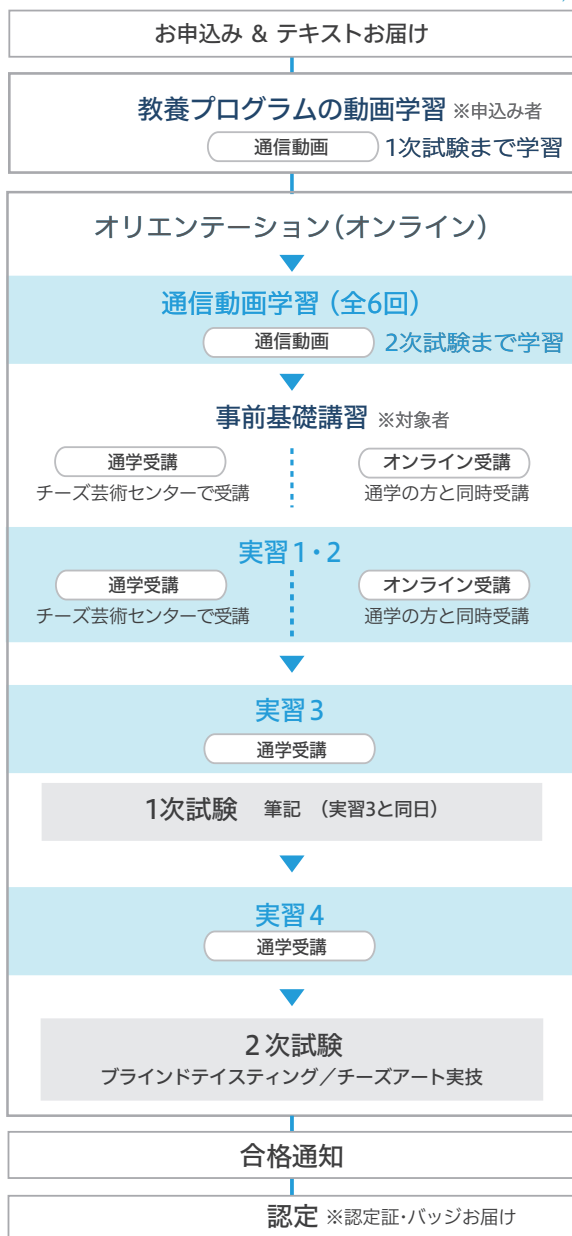 お申込み & テキストお届け
教養プログラムの動画学習 ※申込み者
通信動画 1次試験まで学習
オリエンテーション(オンライン)
通信動画学習(全6回)
通信動画 2次試験まで学習
事前基礎講習 ※対象者
通学受講 オンライン受講
チーズ芸術センターで受講 通学の方と同時受講
実習1・2
通学受講 オンライン受講
チーズ芸術センターで受講 通学の方と同時受講
実習3
通学受講
1次試験 筆記 (実習3と同日)
実習4
通学受講
2次試験
ブラインドテイスティング/チーズアート実技
合格通知
認定 ※認定証・バッジお届け